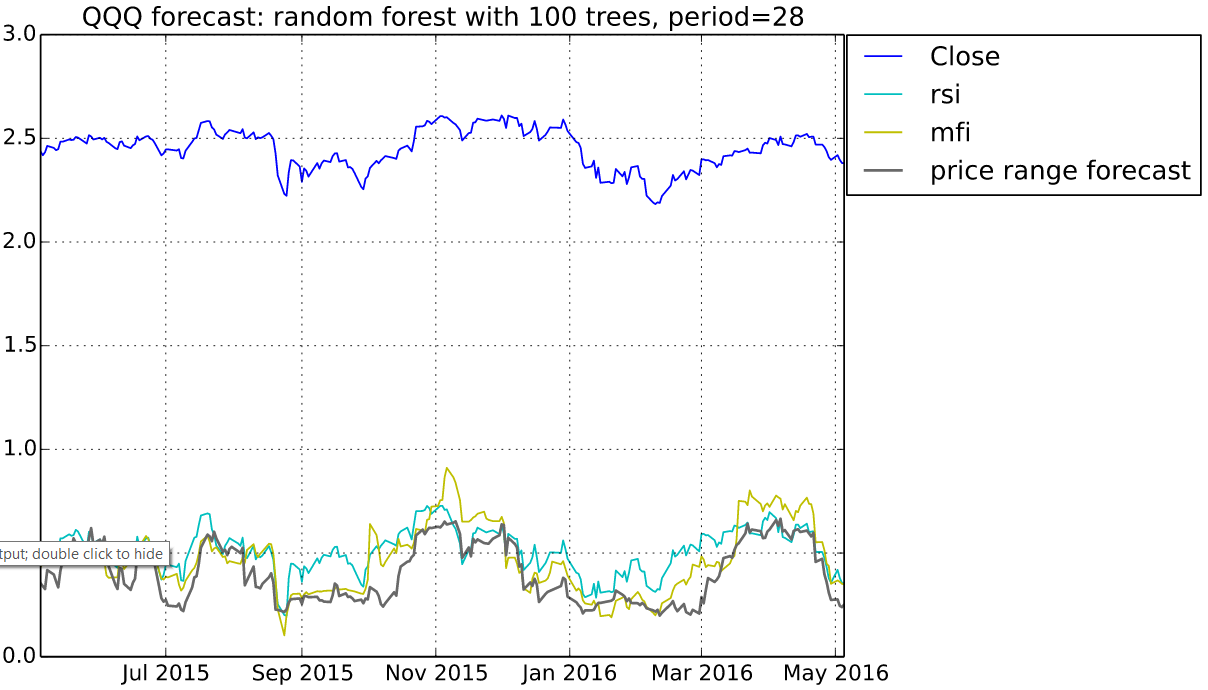 QQQ forecast: random forest with 100 trees, period=28
3.0
2.5
2.0
1.5
1.0
0.0
Close
rsi
mfi
price range forecast
tput; double click to hide
Jul 2015 Sep 2015 Nov 2015 Jan 2016 Mar 2016 May 2016